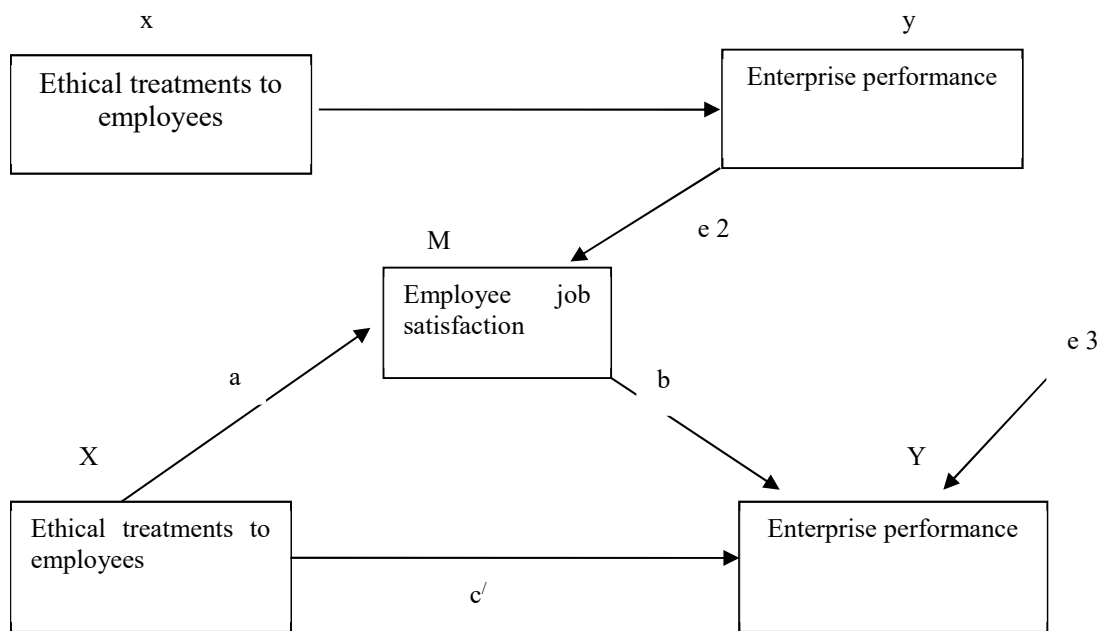 x
y
Ethical treatments to
employees
Enterprise performance
e 2
M
Employee job
satisfaction
e 3
a
b
X
Y
Ethical treatments to
employees
Enterprise performance
c/